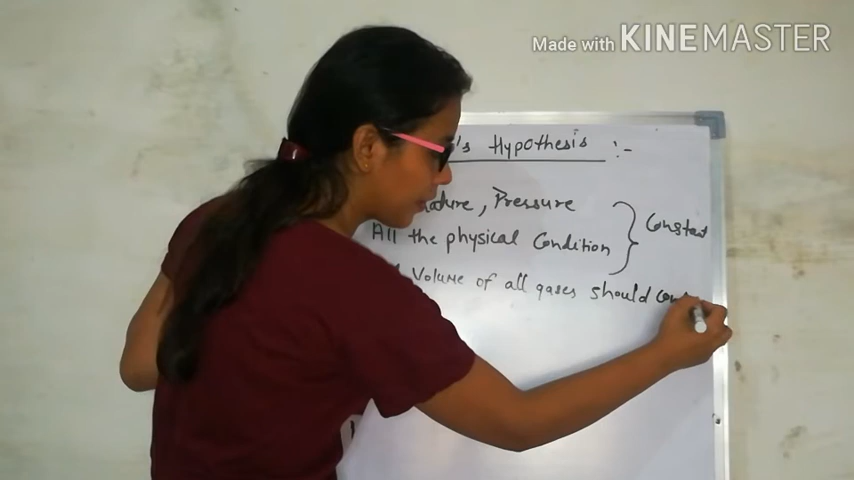 Made with KINEMASTER
's Hypothesis :-
Pressure
All the physical Condition } Constant
Volume of all gases should